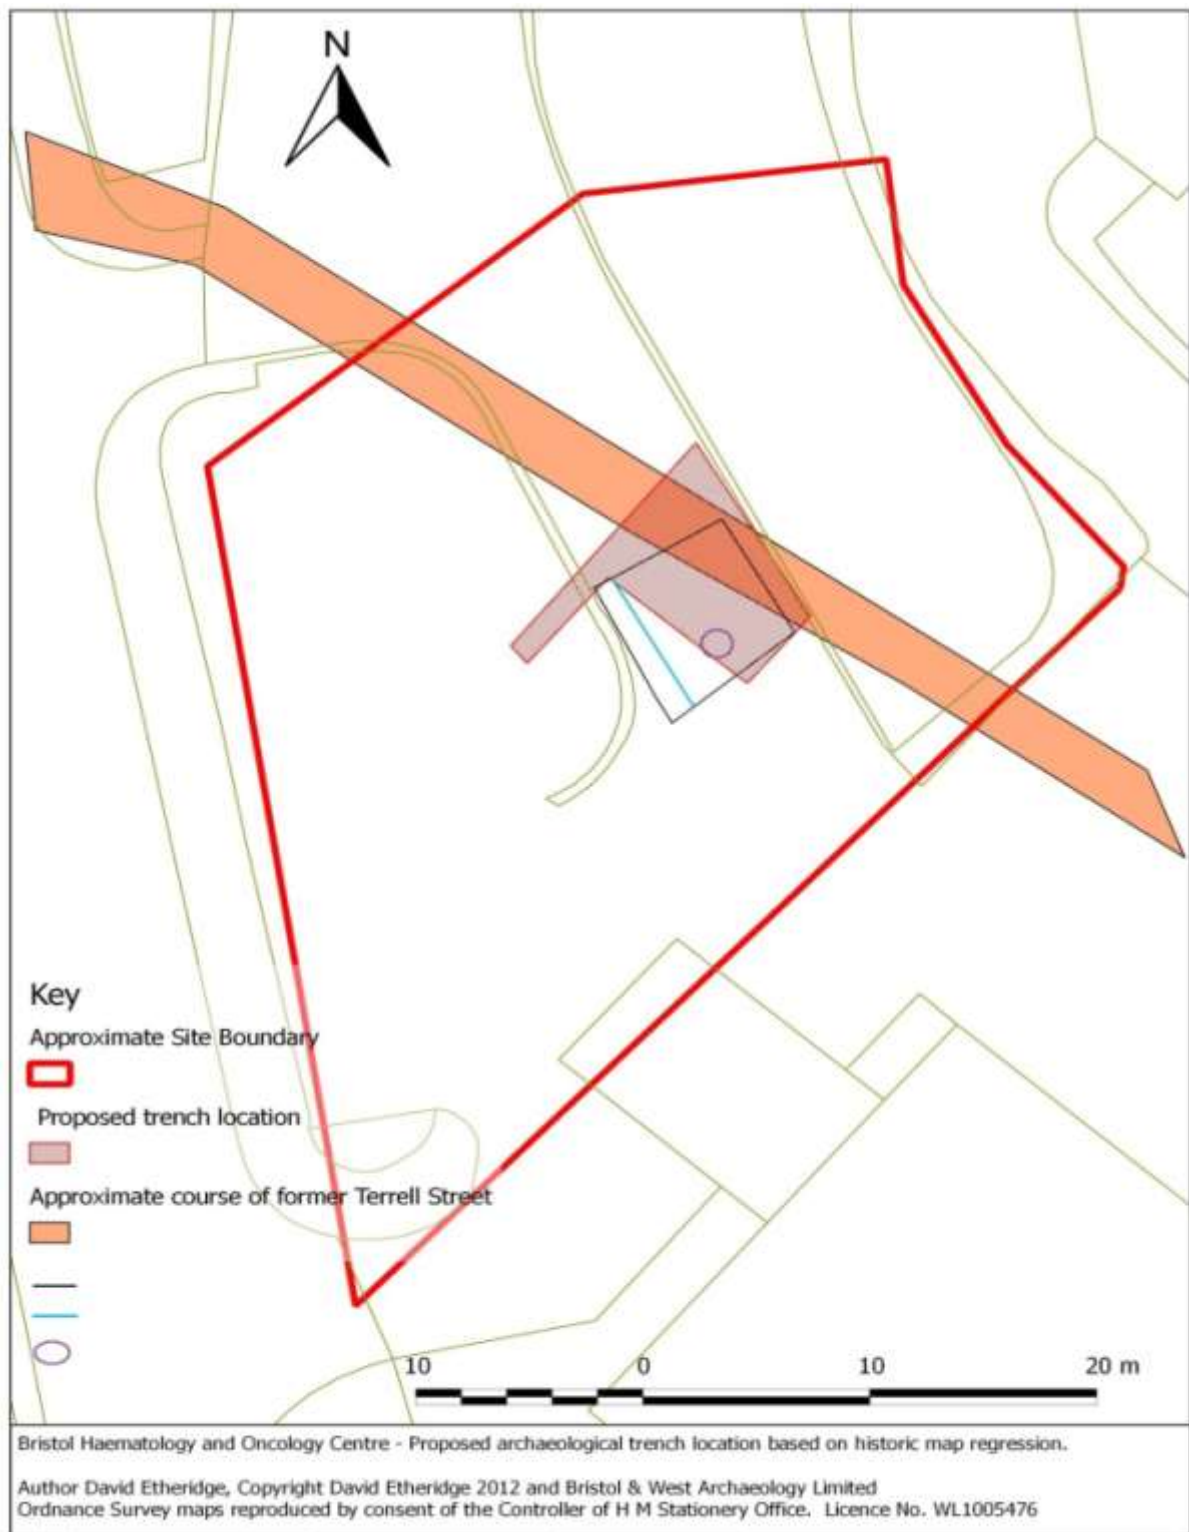 N
Key
Approximate Site Boundary
Proposed trench location
Approximate course of former Terrell Street
10 0 10 20 m
Bristol Haematology and Oncology Centre - Proposed archaeological trench location based on historic map regression.
Author David Etheridge, Copyright David Etheridge 2012 and Bristol & West Archaeology Limited
Ordnance Survey maps reproduced by consent of the Controller of H M Stationery Office. Licence No. WL1005476